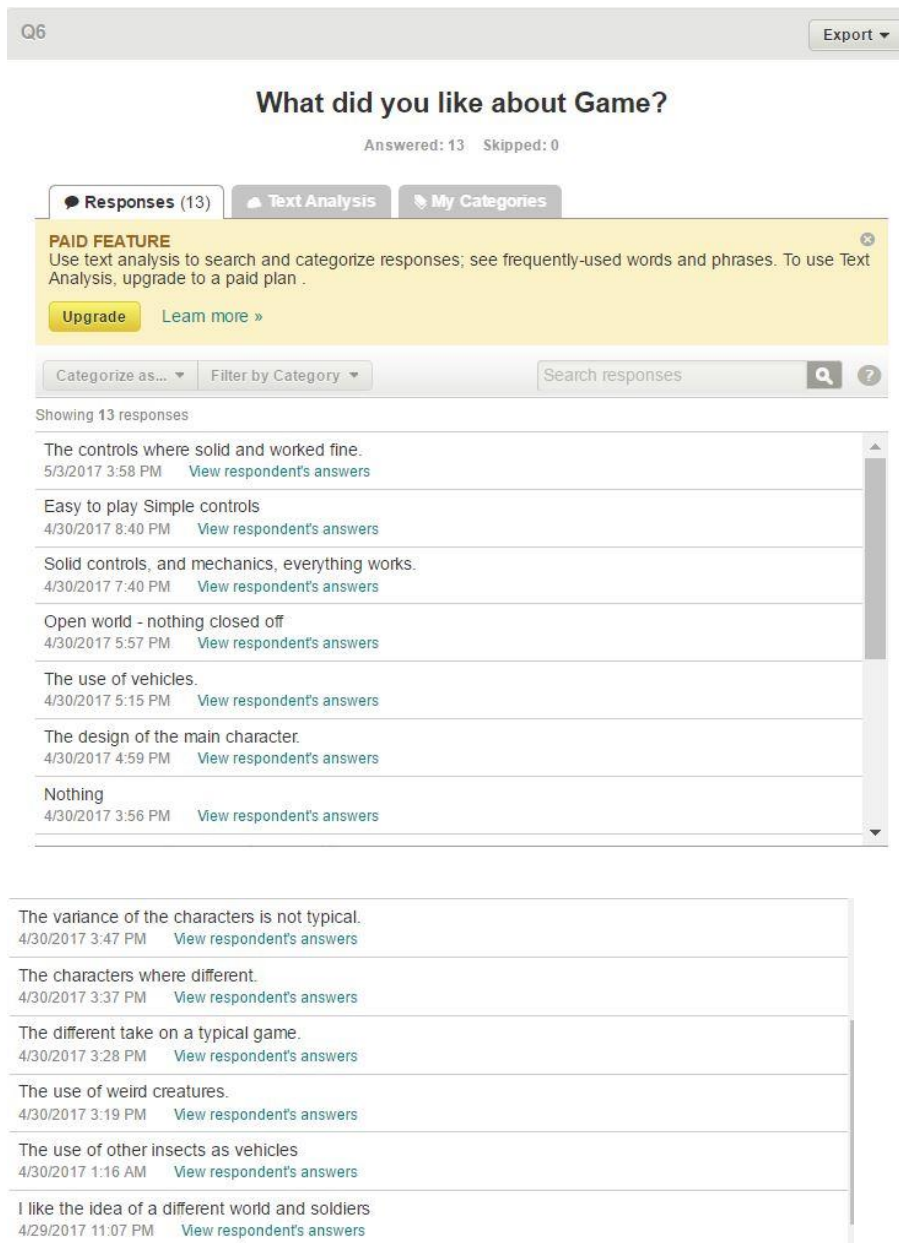 Q6
Export
What did you like about Game?
Answered: 13 Skipped: 0
Responses (13) Text Analysis My Categories
PAID FEATURE
Use text analysis to search and categorize responses; see frequently-used words and phrases. To use Text
Analysis, upgrade to a paid plan .
Upgrade Learn more »
Categorize as... Filter by Category Search responses ?
Showing 13 responses
The controls where solid and worked fine.
5/3/2017 3:58 PM View respondent's answers
Easy to play Simple controls
4/30/2017 8:40 PM View respondent's answers
Solid controls, and mechanics, everything works.
4/30/2017 7:40 PM View respondent's answers
Open world - nothing closed off
4/30/2017 5:57 PM View respondent's answers
The use of vehicles.
4/30/2017 5:15 PM View respondent's answers
The design of the main character.
4/30/2017 4:59 PM View respondent's answers
Nothing
4/30/2017 3:56 PM View respondent's answers
The variance of the characters is not typical.
4/30/2017 3:47 PM View respondent's answers
The characters where different.
4/30/2017 3:37 PM View respondent's answers
The different take on a typical game.
4/30/2017 3:28 PM View respondent's answers
The use of weird creatures.
4/30/2017 3:19 PM View respondent's answers
The use of other insects as vehicles
4/30/2017 1:16 AM View respondent's answers
I like the idea of a different world and soldiers
4/29/2017 11:07 PM View respondent's answers